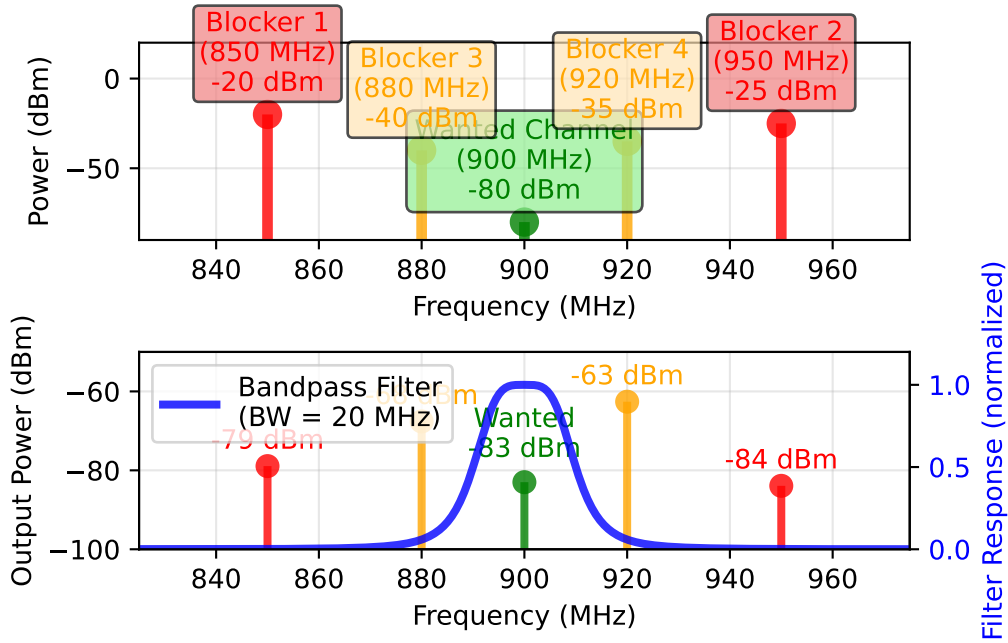 Blocker 1
(850 MHz)
-20 dBm
Blocker 3
(880 MHz)
-40 dBm
Blocker 4
(920 MHz)
-35 dBm
Blocker 2
(950 MHz)
-25 dBm
Wanted Channel
(900 MHz)
-80 dBm
Power (dBm)
0
−50
840
860
880
900
920
940
960
Frequency (MHz)
Output Power (dBm)
−60
−80
−100
Bandpass Filter
(BW = 20 MHz)
-79 dBm
Wanted
-83 dBm
-63 dBm
-84 dBm
1.0
0.5
0.0
Filter Response (normalized)
840
860
880
900
920
940
960
Frequency (MHz)